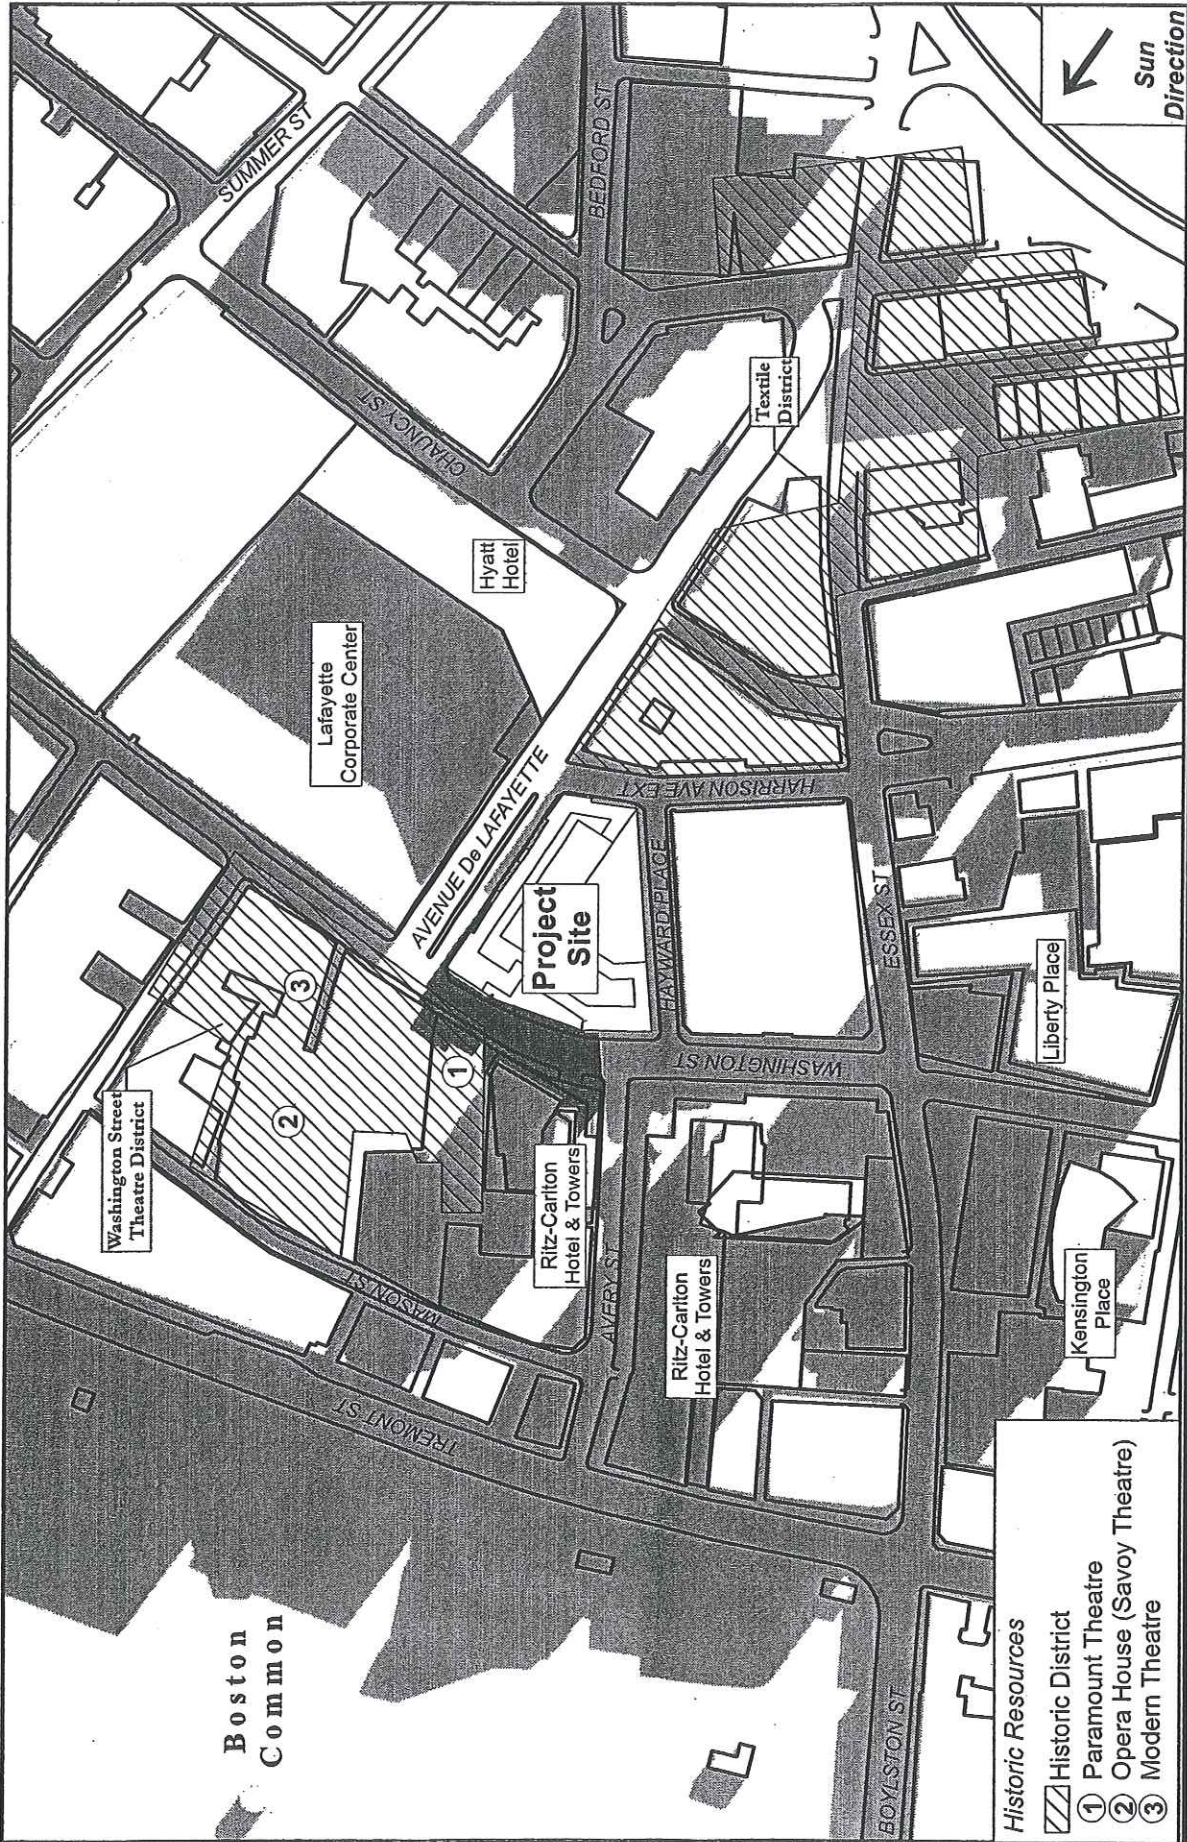 SUMMER ST
BEDFORD ST
CHAUNCY ST
Sun
Direction
Textile
District
Hyatt
Hotel
Lafayette
Corporate Center
AVENUE De LAFAYETTE
HARRISON AVE EXT
Project
Site
HAYWARD PLACE
ESSEX ST
WASHINGTON ST
Liberty Place
Washington Street
Theatre District
3
2
1
Ritz-Carlton
Hotel & Towers
MASON ST
AVERY ST
Ritz-Carlton
Hotel & Towers
Kensington
Place
TREMONT ST
Boston
Common
BOYLSTON ST
Historic Resources
Historic District
1 Paramount Theatre
2 Opera House (Savoy Theatre)
3 Modern Theatre